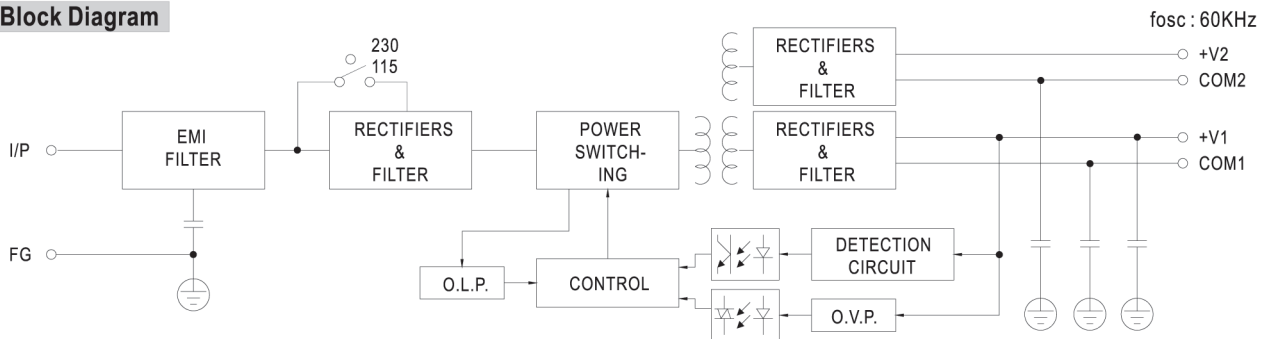 Block Diagram
fosc : 60KHz
230
115
I/P
EMI
FILTER
RECTIFIERS
&
FILTER
POWER
SWITCH-
ING
RECTIFIERS
&
FILTER
+V2
COM2
RECTIFIERS
&
FILTER
+V1
COM1
FG
O.L.P.
CONTROL
DETECTION
CIRCUIT
O.V.P.